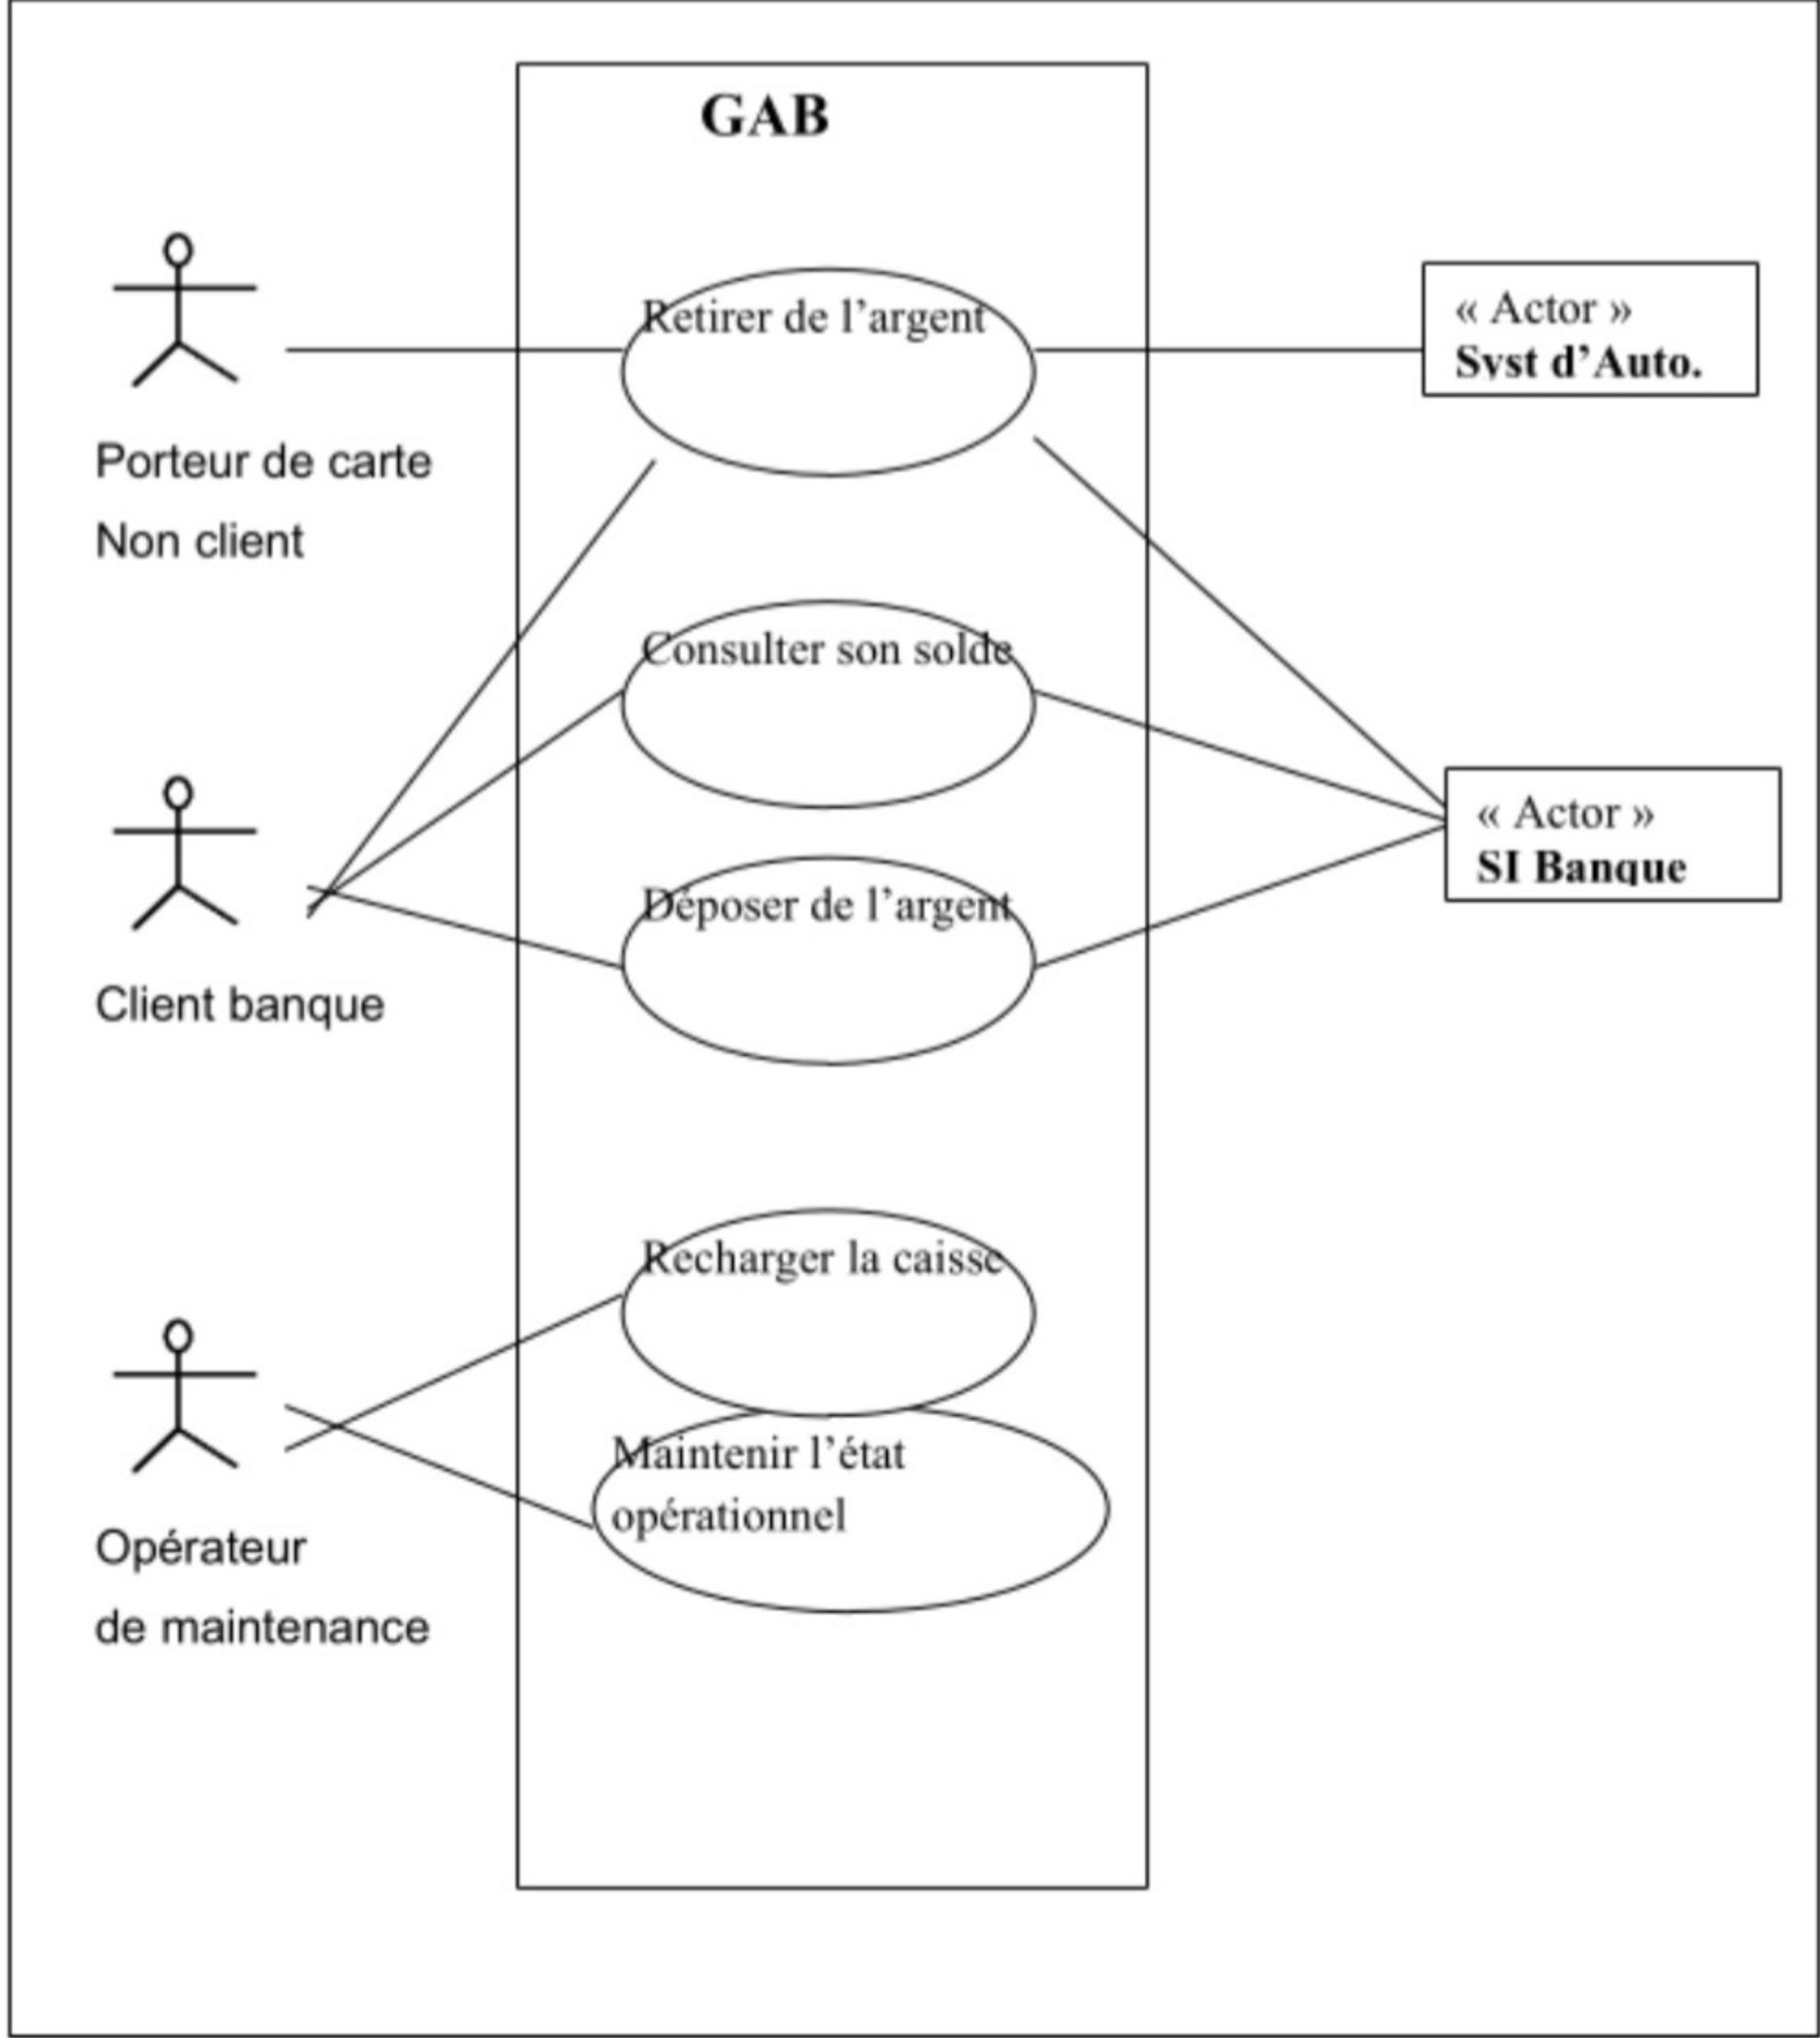 GAB
Retirer de l'argent
« Actor »
Syst d'Auto.
Porteur de carte
Non client
Consulter son solde
« Actor »
SI Banque
Déposer de l'argent
Client banque
Recharger la caisse
Maintenir l'état
opérationnel
Opérateur
de maintenance